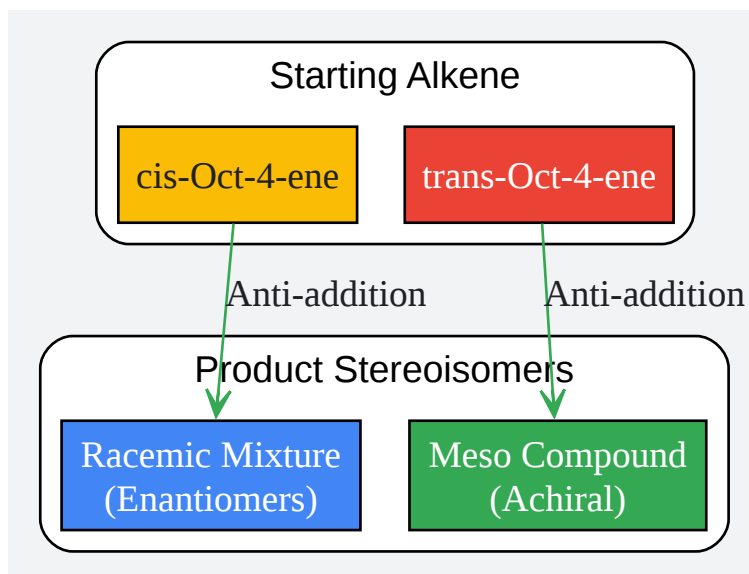 Starting Alkene
cis-Oct-4-ene
trans-Oct-4-ene
Anti-addition
Anti-addition
Product Stereoisomers
Racemic Mixture
(Enantiomers)
Meso Compound
(Achiral)